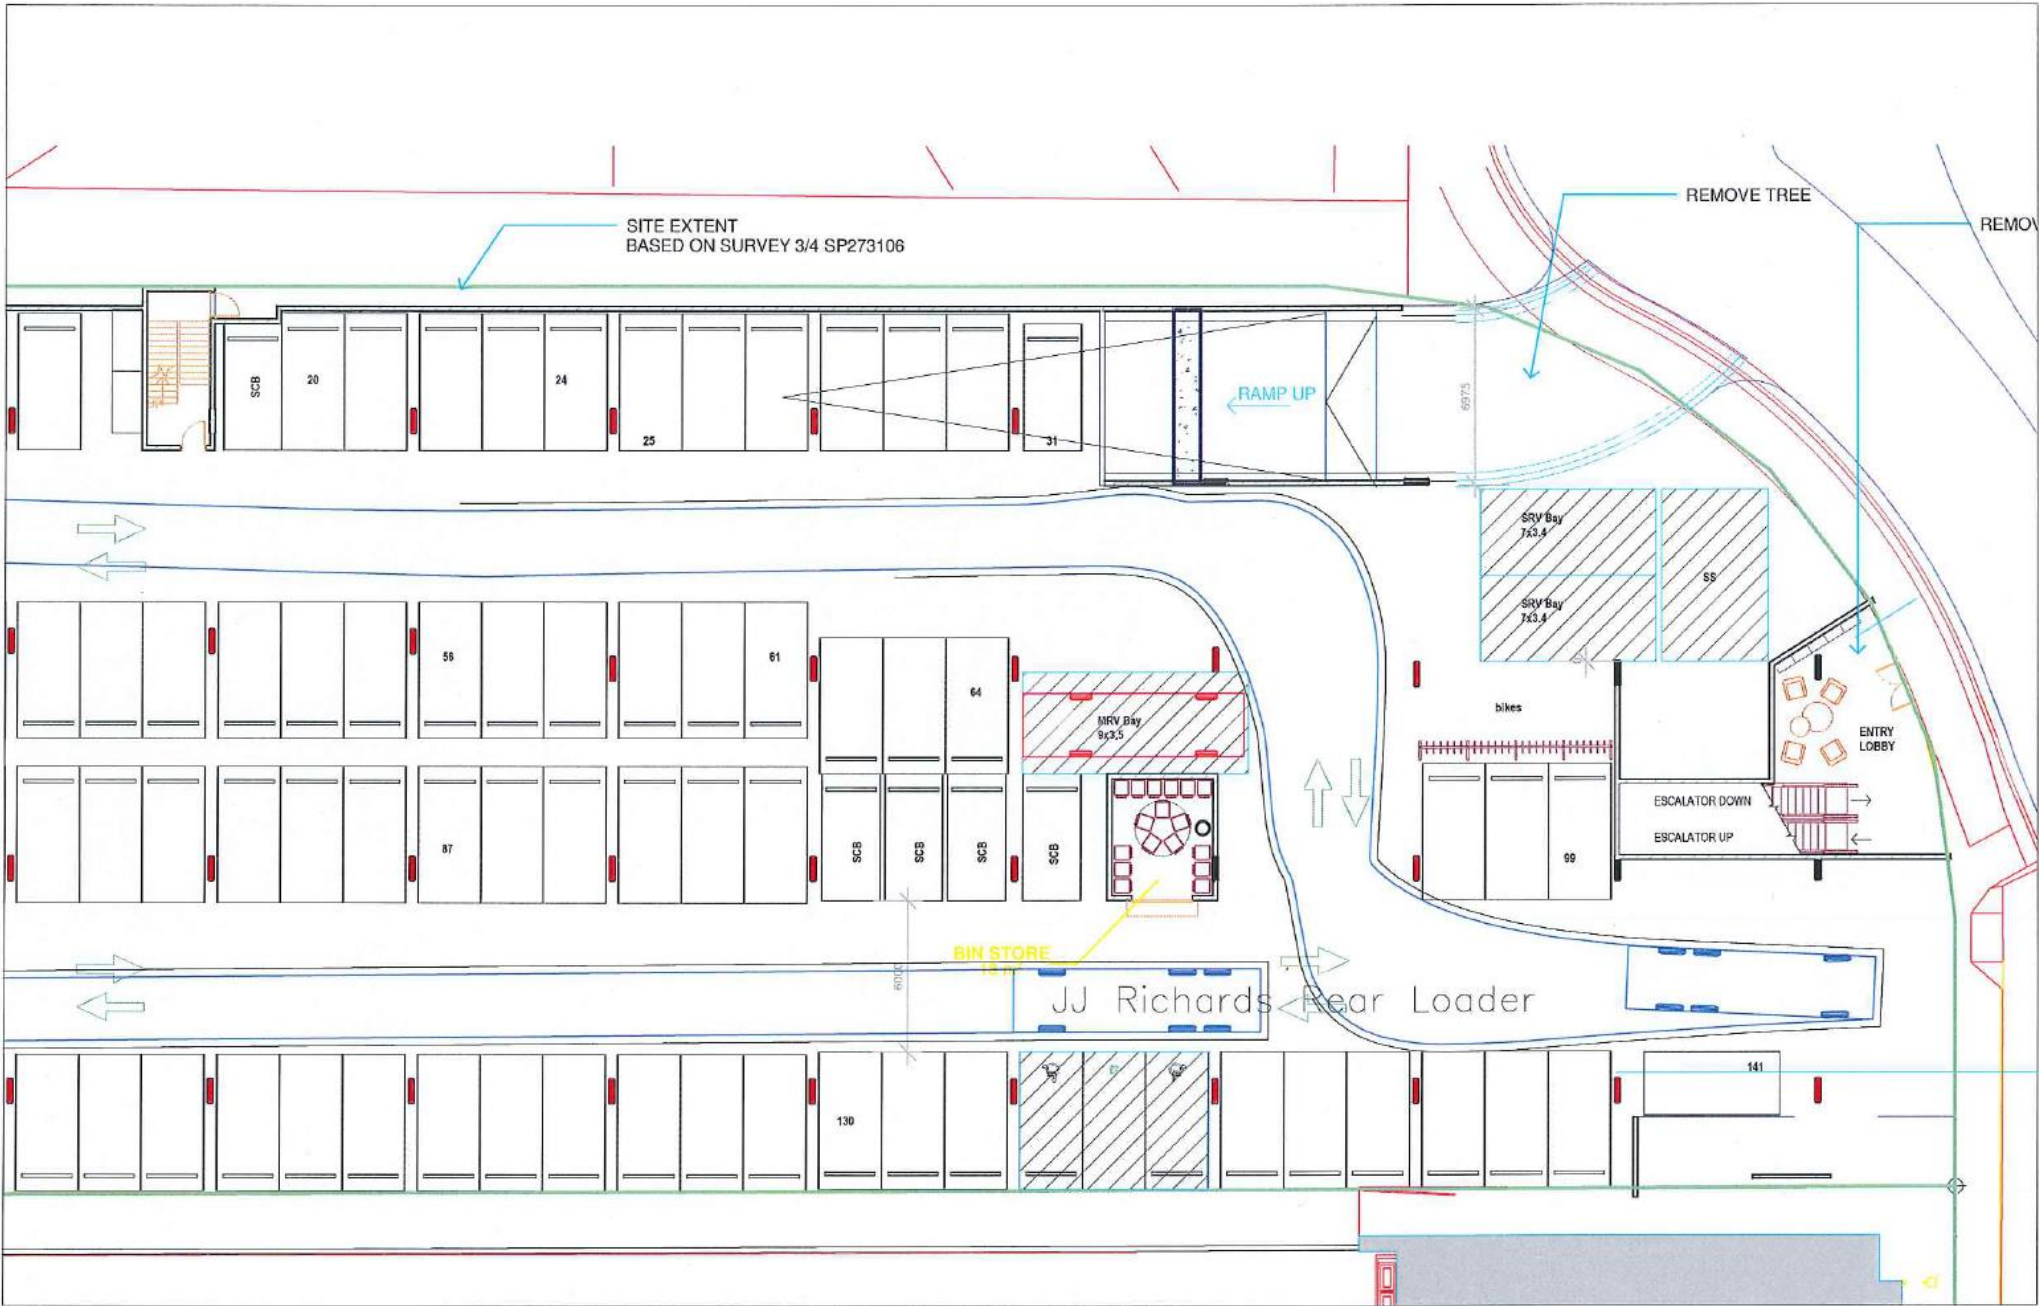 REMOVE TREE
REMOV
SITE EXTENT
BASED ON SURVEY 3/4 SP273106
SCB
20
24
25
31
RAMP UP
6975
SRV Bay
7x3.4
SS
SRV Bay
7x3.4
56
61
64
MRV Bay
9x3.5
bikes
ENTRY
LOBBY
ESCALATOR DOWN
ESCALATOR UP
87
SCB
SCB
SCB
SCB
99
BIN STORE
6000
JJ Richards Rear Loader
130
141